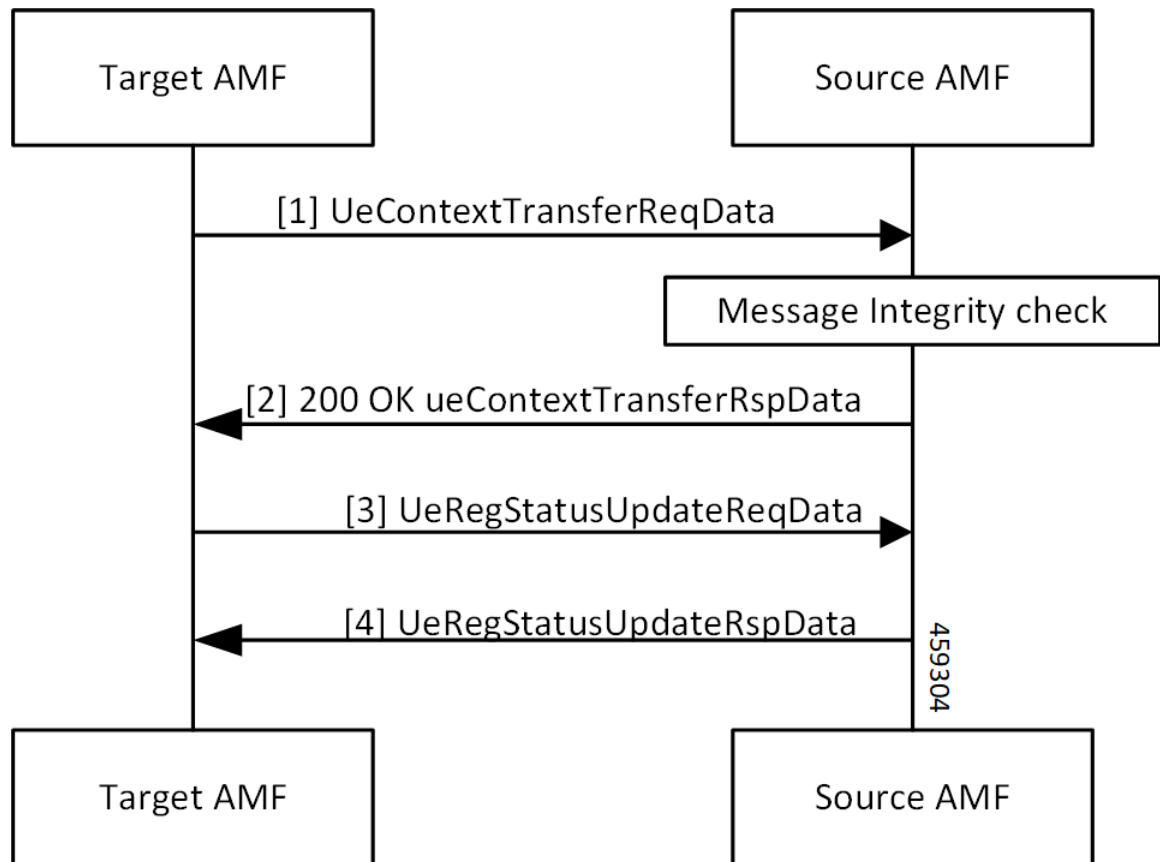 Target AMF
Source AMF
[1] UeContextTransferReqData
Message Integrity check
[2] 200 OK ueContextTransferRspData
[3] UeRegStatusUpdateReqData
[4] UeRegStatusUpdateRspData
459304
Target AMF
Source AMF